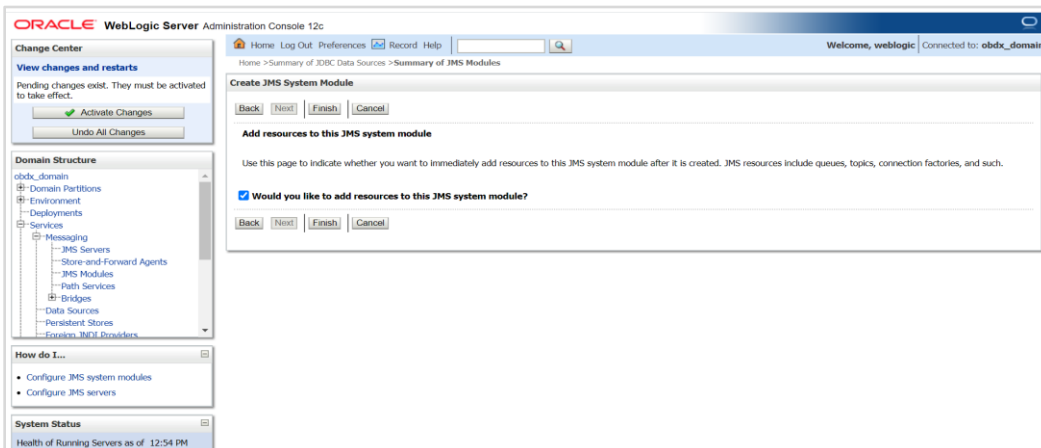 ORACLE WebLogic Server Administration Console 12c
Change Center
View changes and restarts
Pending changes exist. They must be activated
to take effect.
Activate Changes
Undo All Changes
Domain Structure
obdx_domain
Domain Partitions
Environment
Deployments
Services
Messaging
JMS Servers
Store-and-Forward Agents
JMS Modules
Path Services
Bridges
Data Sources
Persistent Stores
Foreign JNDI Providers
How do I...
Configure JMS system modules
Configure JMS servers
System Status
Health of Running Servers as of 12:54 PM
Home Log Out Preferences Record Help
Welcome, weblogic Connected to: obdx_domain
Home >Summary of JDBC Data Sources >Summary of JMS Modules
Create JMS System Module
Back Next Finish Cancel
Add resources to this JMS system module
Use this page to indicate whether you want to immediately add resources to this JMS system module after it is created. JMS resources include queues, topics, connection factories, and such.
Would you like to add resources to this JMS system module?
Back Next Finish Cancel